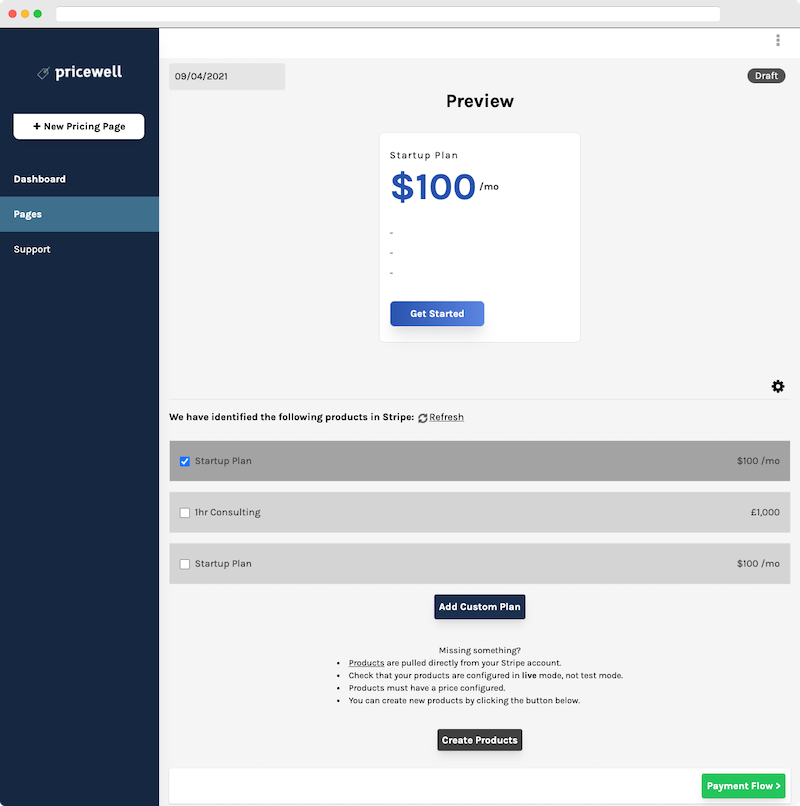 pricewell
+ New Pricing Page
Dashboard
Pages
Support
09/04/2021
Draft
Preview
Startup Plan
$100 /mo
-
-
-
Get Started
We have identified the following products in Stripe: Refresh
Startup Plan $100 /mo
1hr Consulting £1,000
Startup Plan $100 /mo
Add Custom Plan
Missing something?
• Products are pulled directly from your Stripe account.
• Check that your products are configured in live mode, not test mode.
• Products must have a price configured.
• You can create new products by clicking the button below.
Create Products
Payment Flow >